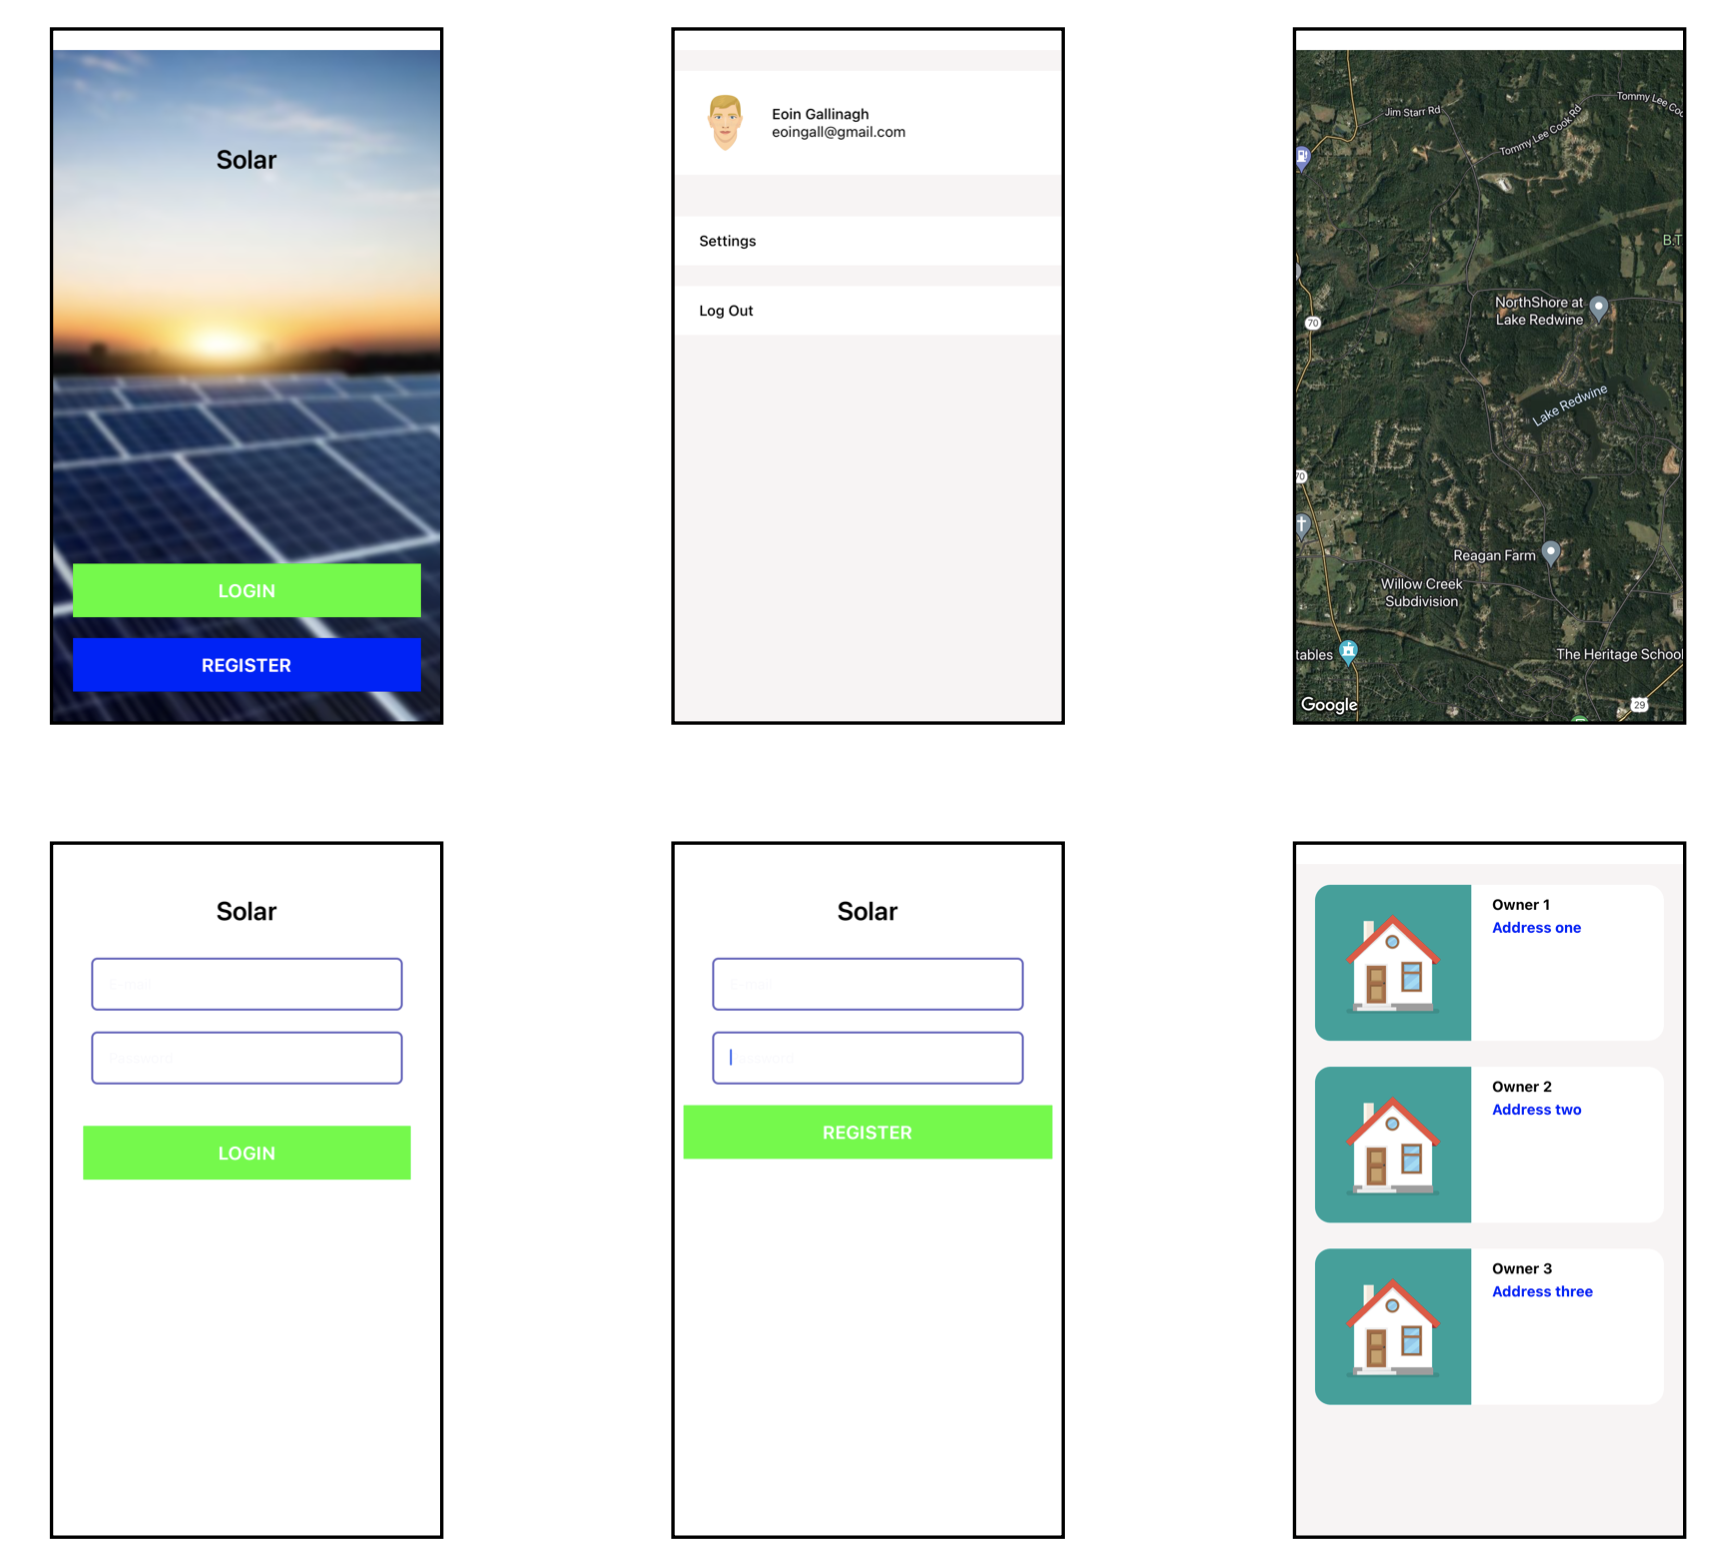 Solar
LOGIN
REGISTER
Eoin Gallinagh
eoingall@gmail.com
Settings
Log Out
Jim Starr Rd
Tommy Lee Cook Rd
Tommy Lee Coo
B.T
NorthShore at
Lake Redwine
70
Lake Redwine
70
Reagan Farm
Willow Creek
Subdivision
tables
The Heritage School
Google
29
Solar
E-mail
Password
LOGIN
Solar
E-mail
Password
REGISTER
Owner 1
Address one
Owner 2
Address two
Owner 3
Address three